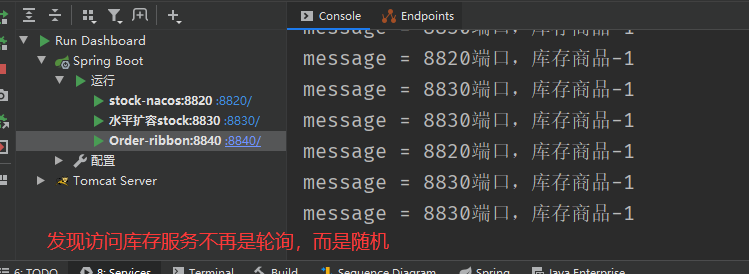 Run Dashboard
Spring Boot
运行
stock-nacos:8820 :8820/
水平扩容stock:8830 :8830/
Order-ribbon:8840 :8840/
配置
Tomcat Server
Console
Endpoints
message = 8830端口，库存商品-1
message = 8820端口，库存商品-1
message = 8830端口，库存商品-1
message = 8830端口，库存商品-1
message = 8820端口，库存商品-1
message = 8830端口，库存商品-1
message = 8830端口，库存商品-1
发现访问库存服务不再是轮询，而是随机
6: TODO
8: Services
Terminal
Build
Sequence Diagram
Spring
Java Enterprise